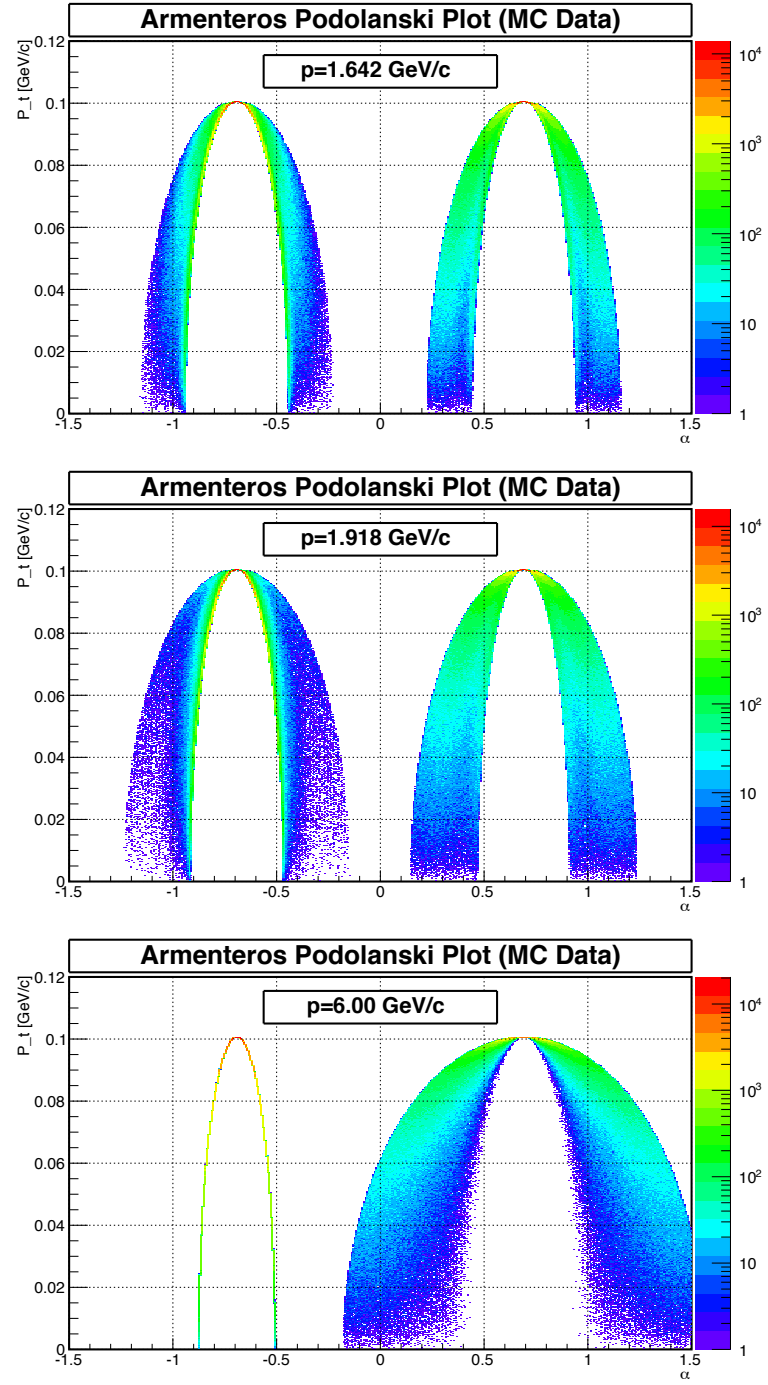 Armenteros Podolanski Plot (MC Data)
p=1.642 GeV/c
P_t [GeV/c]
0.12
0.1
0.08
0.06
0.04
0.02
0
-1.5 -1 -0.5 0 0.5 1 1.5
α
10⁴
10³
10²
10
1
Armenteros Podolanski Plot (MC Data)
p=1.918 GeV/c
P_t [GeV/c]
0.12
0.1
0.08
0.06
0.04
0.02
0
-1.5 -1 -0.5 0 0.5 1 1.5
α
10⁴
10³
10²
10
1
Armenteros Podolanski Plot (MC Data)
p=6.00 GeV/c
P_t [GeV/c]
0.12
0.1
0.08
0.06
0.04
0.02
0
-1.5 -1 -0.5 0 0.5 1 1.5
α
10⁴
10³
10²
10
1